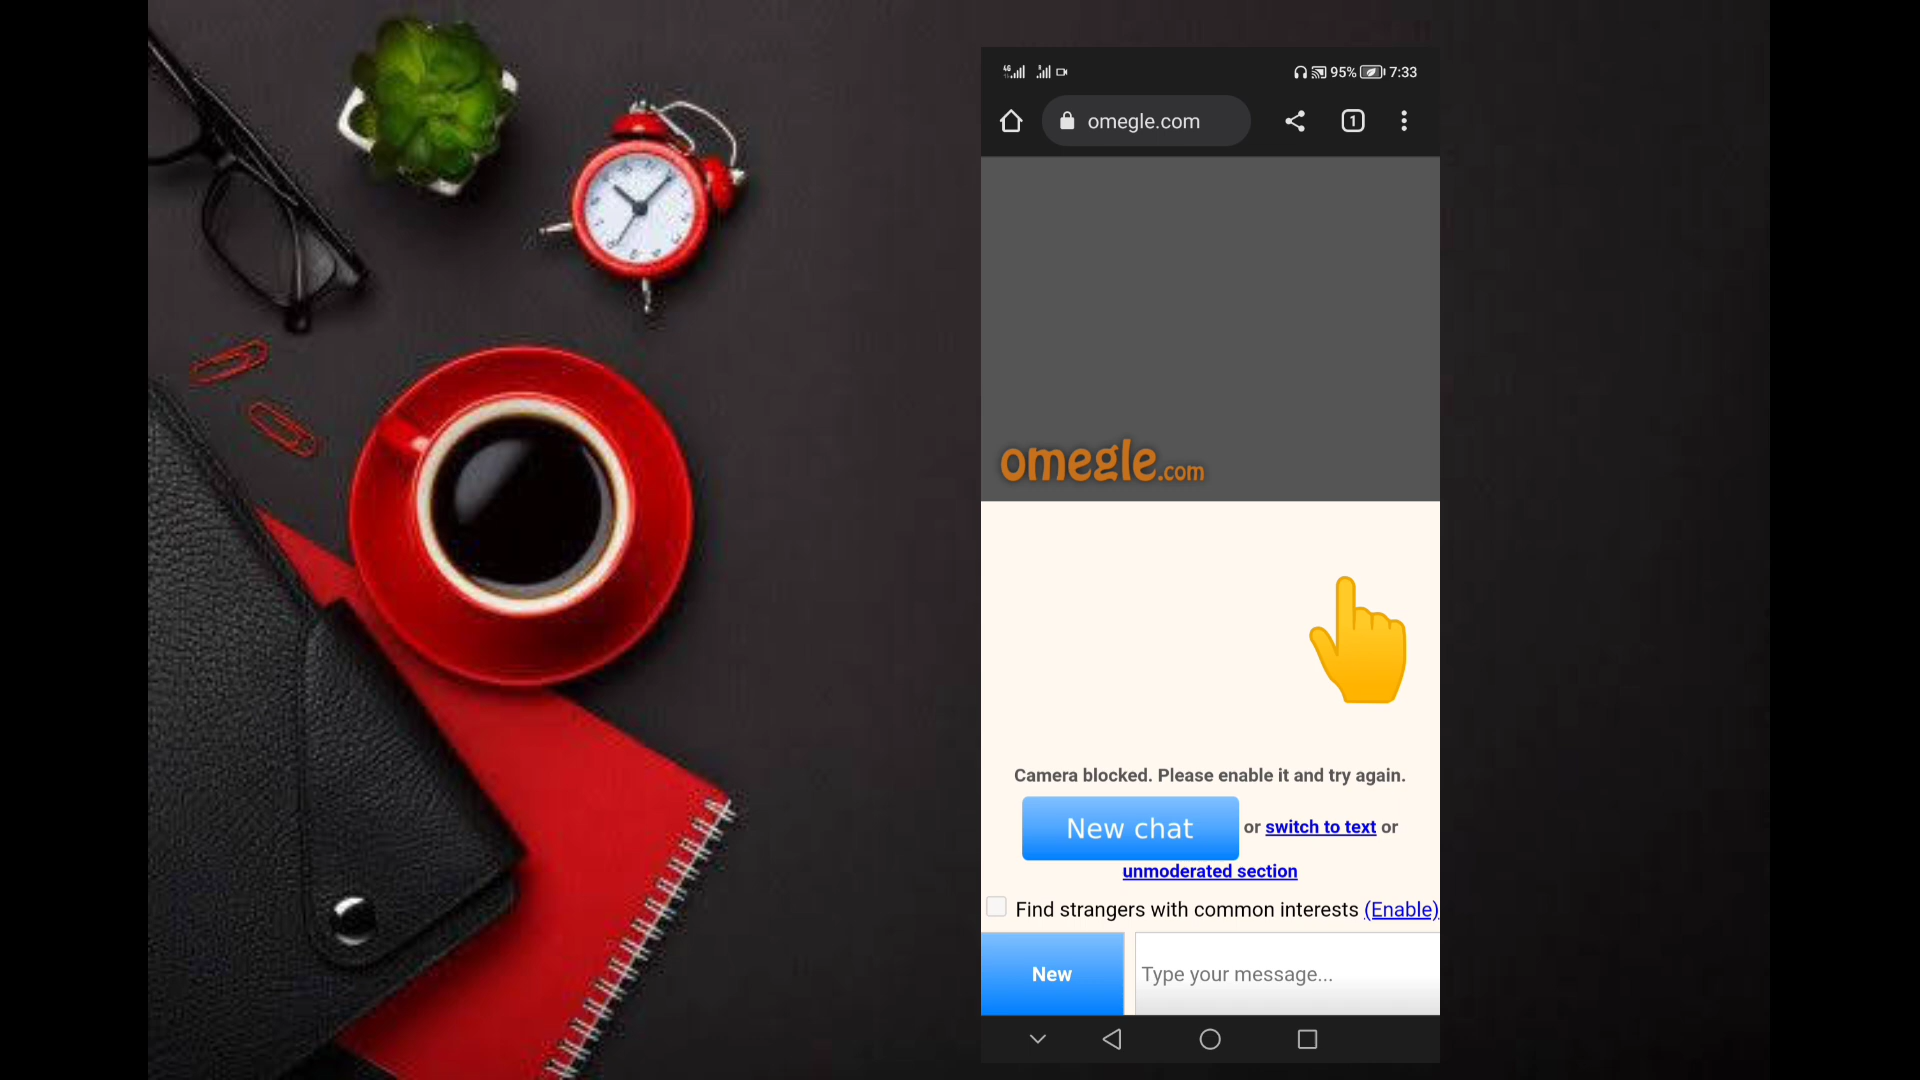 95% 7:33
omegle.com
1
omegle.com
Camera blocked. Please enable it and try again.
New chat or switch to text or
unmoderated section
Find strangers with common interests (Enable)
New Type your message...